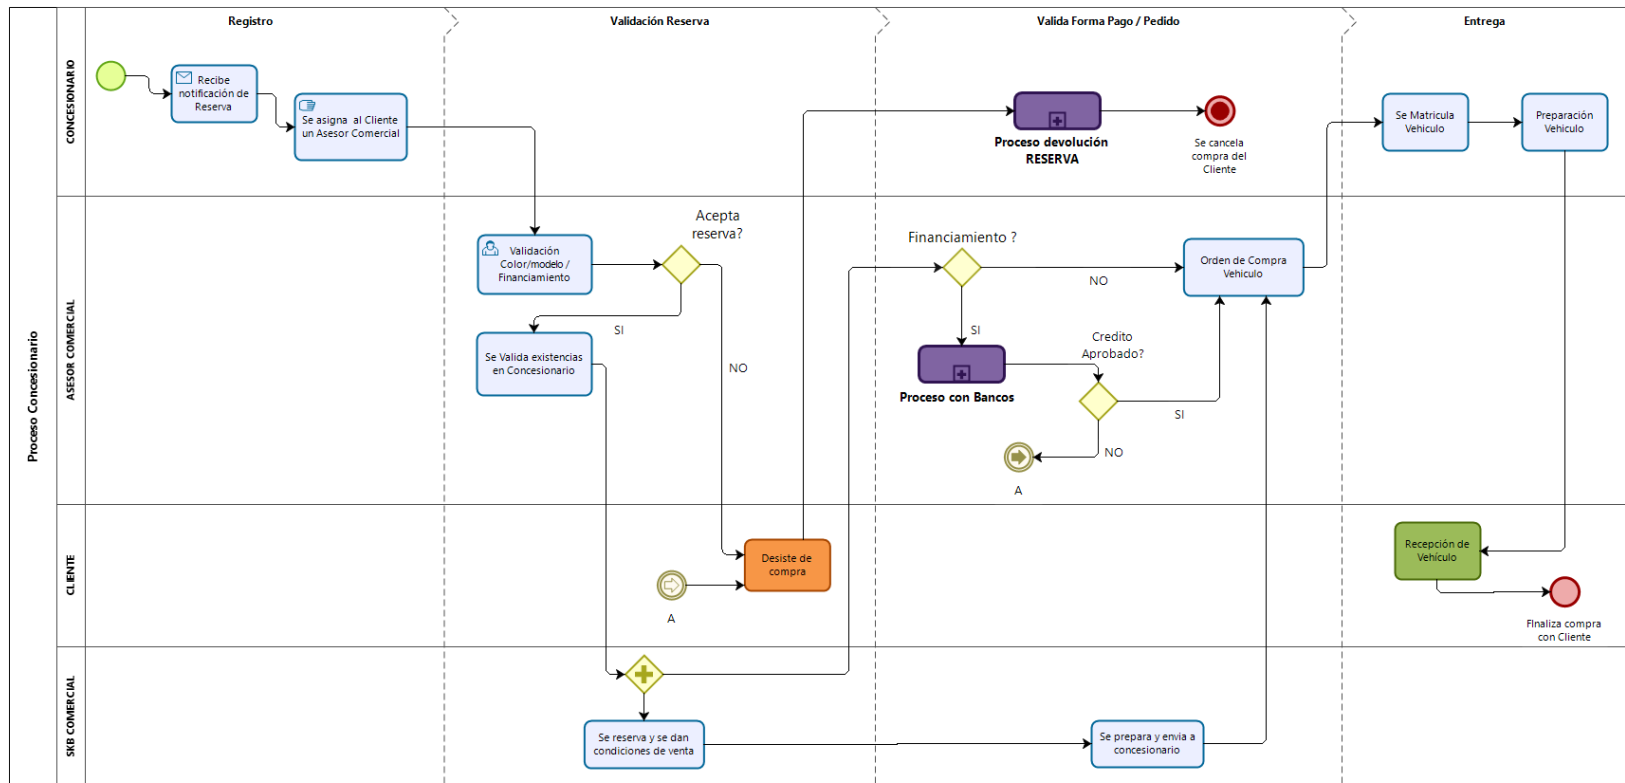 Registro
Validación Reserva
Valida Forma Pago / Pedido
Entrega
Proceso Concesionario
CONCESIONARIO
Recibe
notificación de
Reserva
Se asigna al Cliente
un Asesor Comercial
Proceso devolución
RESERVA
Se cancela
compra del
Cliente
Se Matricula
Vehiculo
Preparación
Vehiculo
ASESOR COMERCIAL
Validación
Color/modelo /
Financiamiento
Acepta
reserva?
SI
NO
Se Valida existencias
en Concesionario
Financiamiento ?
NO
SI
Orden de Compra
Vehiculo
Proceso con Bancos
Credito
Aprobado?
SI
NO
A
CLIENTE
Desiste de
compra
A
Recepción de
Vehículo
FInaliza compra
con Cliente
SKB COMERCIAL
Se reserva y se dan
condiciones de venta
Se prepara y envia a
concesionario